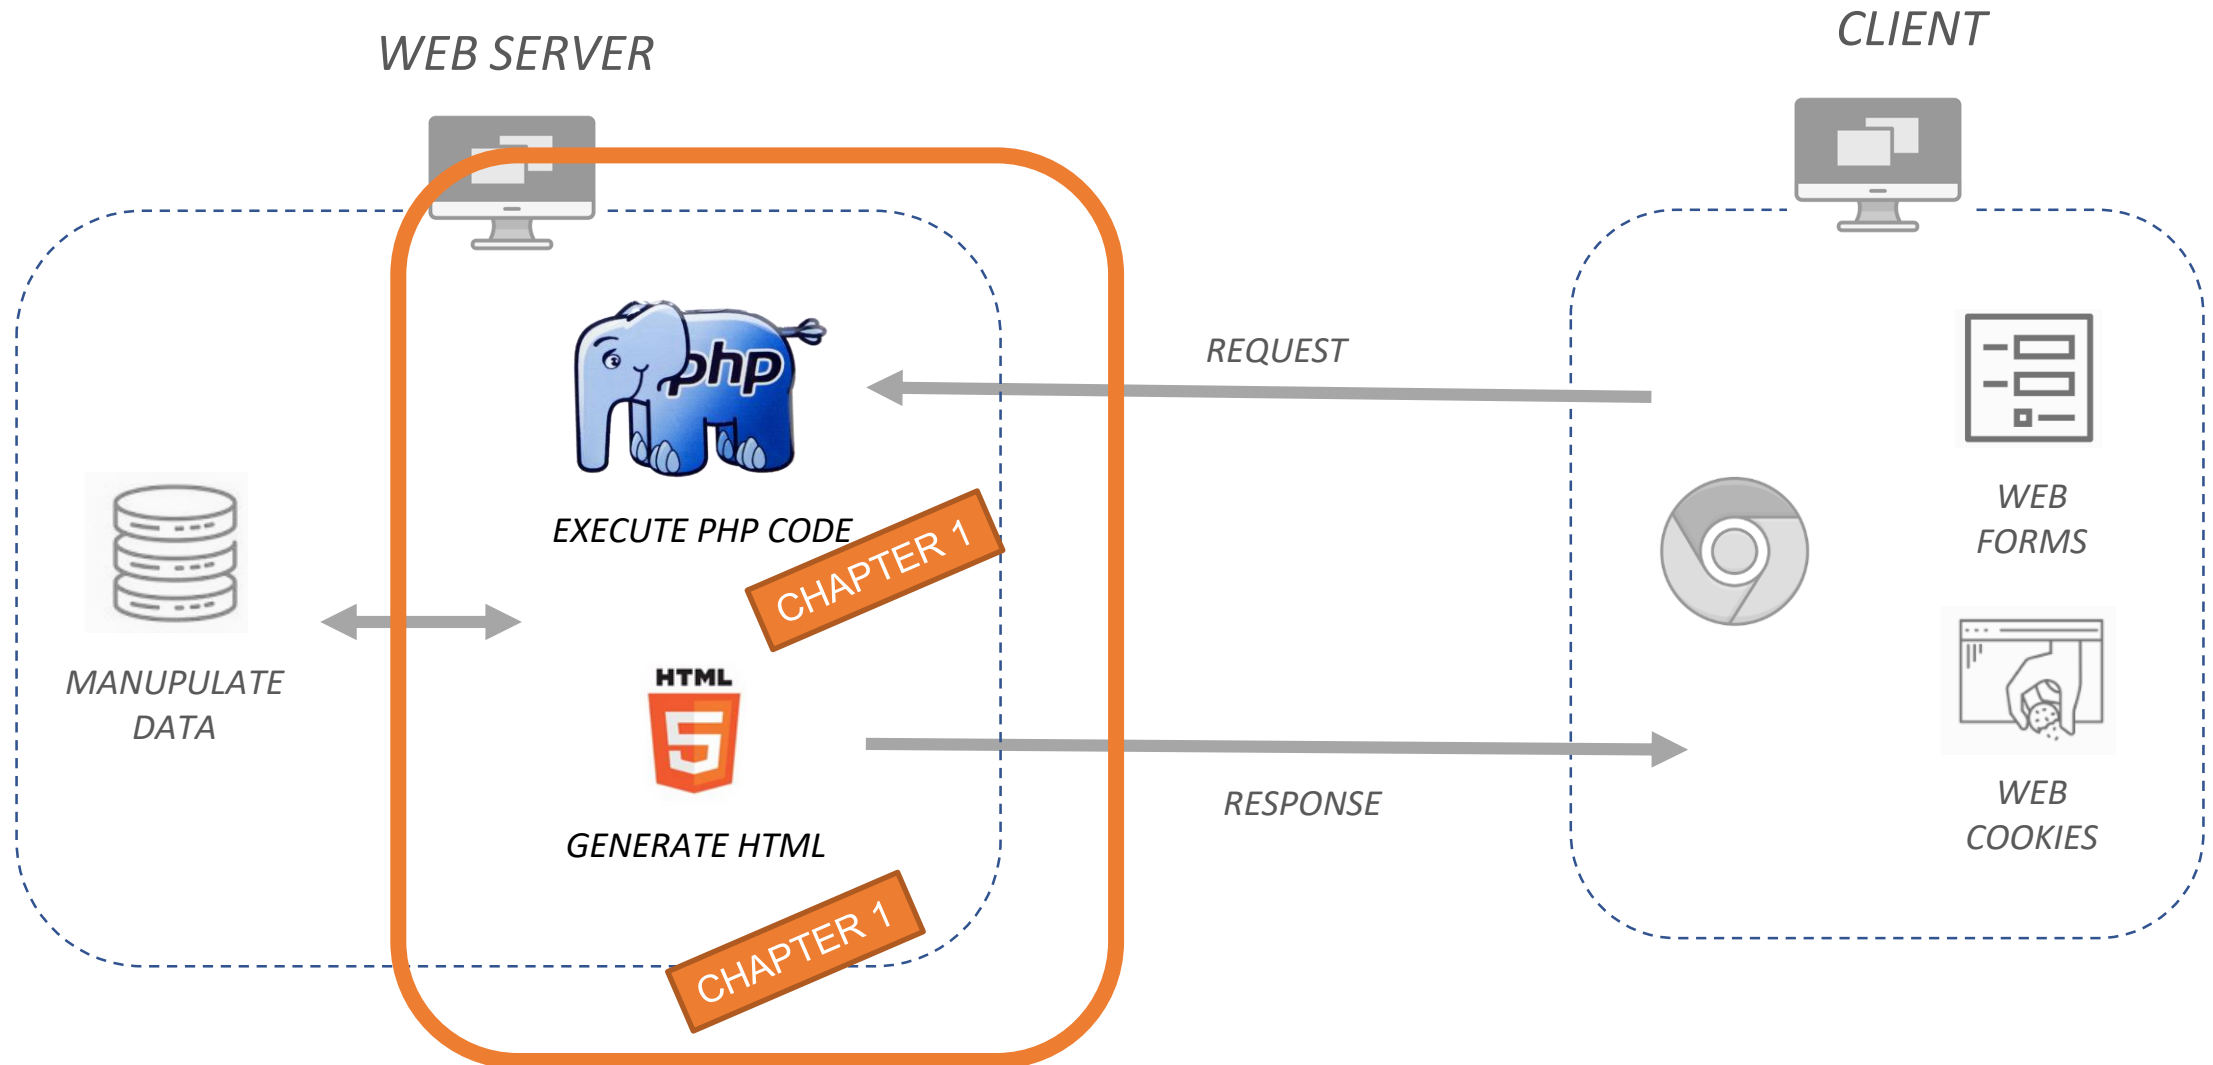 WEB SERVER
CLIENT
php
REQUEST
EXECUTE PHP CODE
CHAPTER 1
WEB
FORMS
MANUPULATE
DATA
HTML
5
GENERATE HTML
RESPONSE
WEB
COOKIES
CHAPTER 1